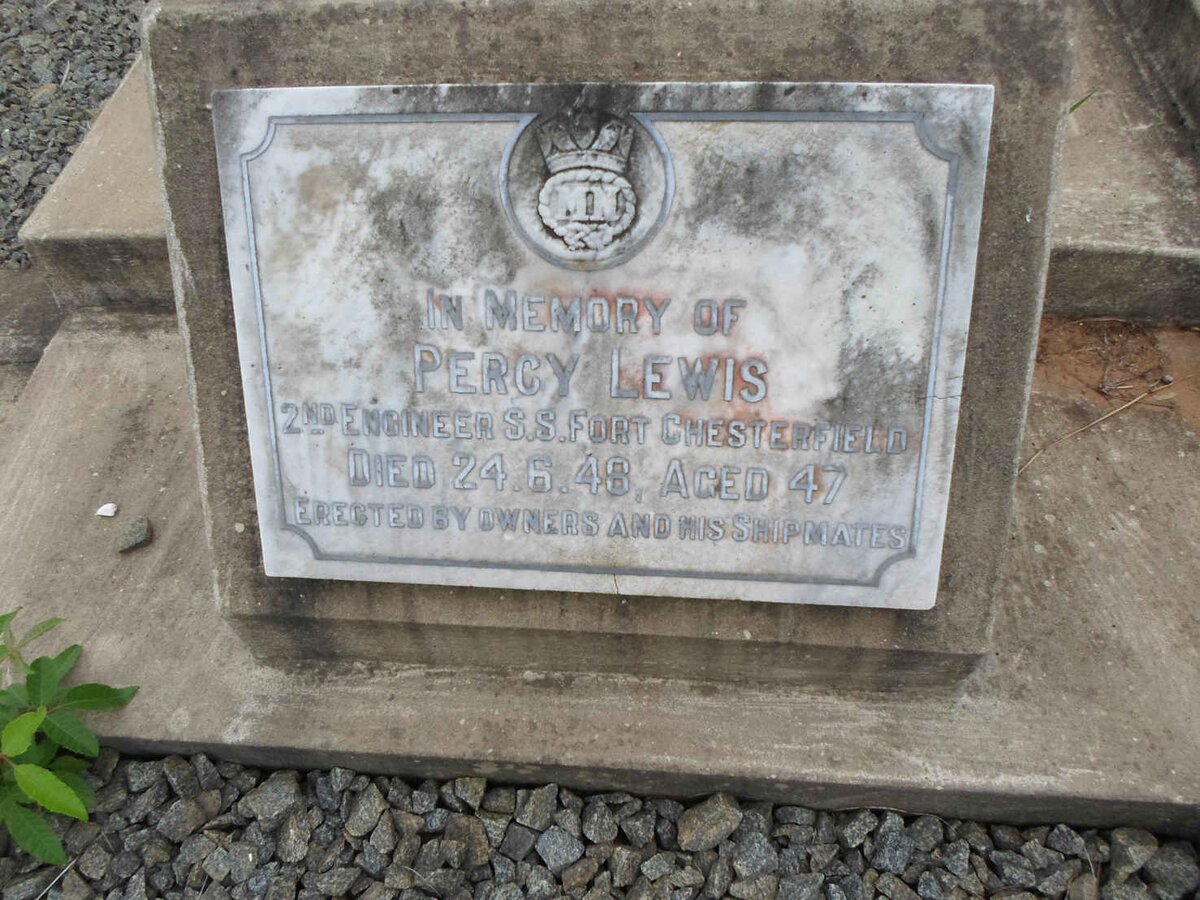 MN
IN MEMORY OF
PERCY LEWIS
2ND ENGINEER S.S. FORT CHESTERFIELD
DIED 24.6.48, AGED 47
ERECTED BY OWNERS AND HIS SHIPMATES